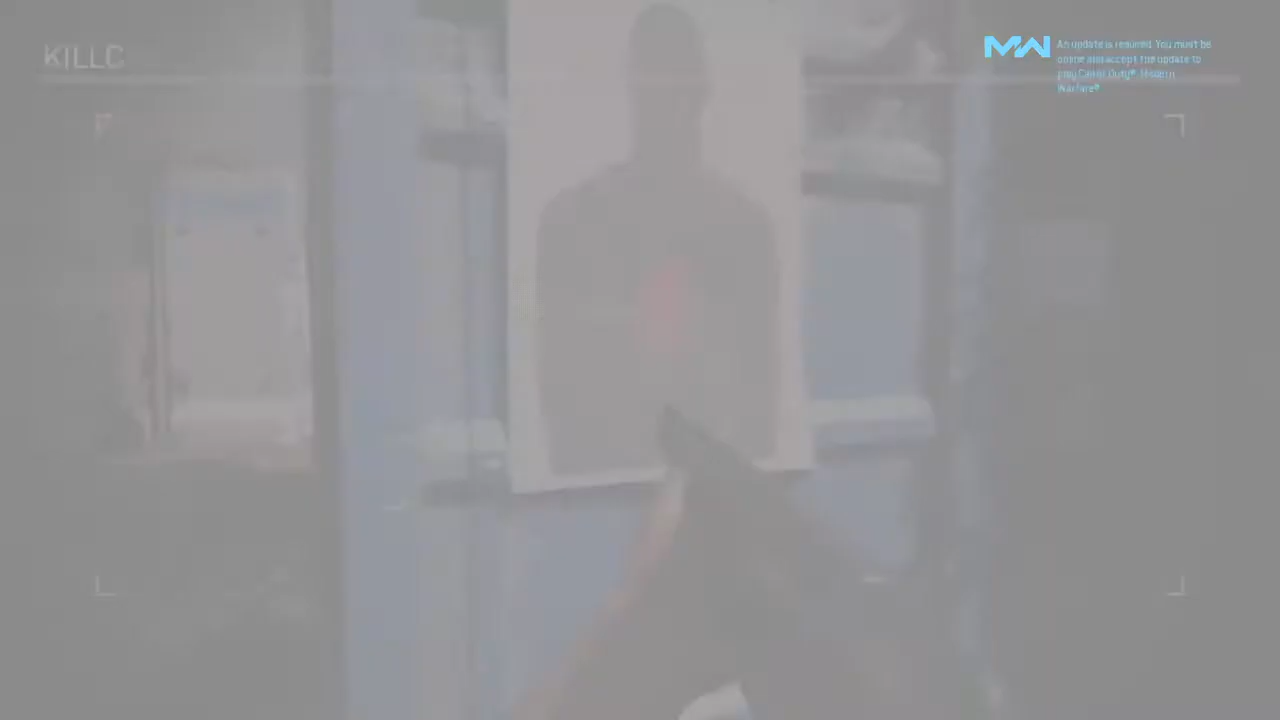 KILLC
MW
An update is required. You must be
online and accept the update to
play Call of Duty®: Modern
Warfare®